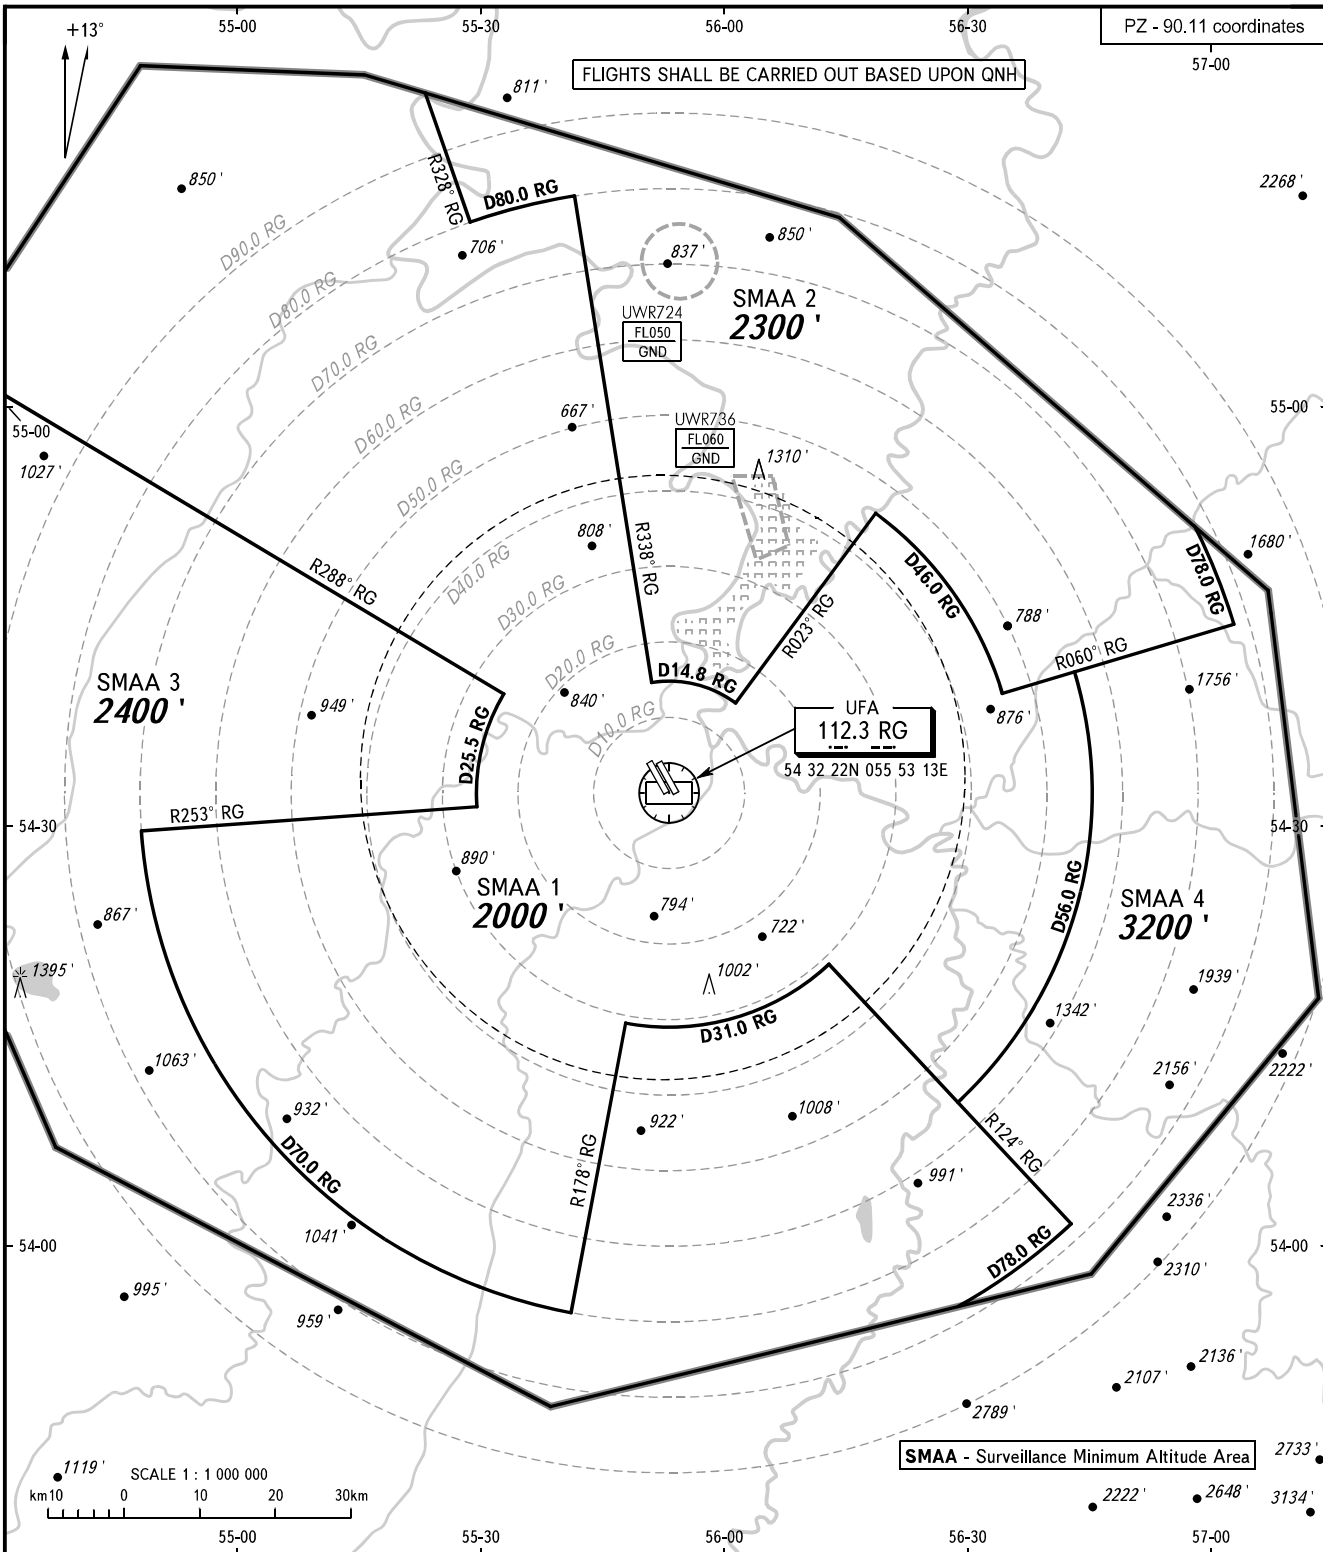 55-00
55-30
56-00
56-30
PZ - 90.11 coordinates
57-00
+13°
FLIGHTS SHALL BE CARRIED OUT BASED UPON QNH
811'
850'
2268'
R328° RG
D80.0 RG
D90.0 RG
706'
837'
850'
D80.0 RG
SMAA 2
2300'
UWR724
FL050
GND
D70.0 RG
55-00
55-00
667'
UWR736
FL060
GND
D60.0 RG
1027'
1310'
D50.0 RG
808'
R338° RG
D46.0 RG
D78.0 RG
1680'
R288° RG
D40.0 RG
D30.0 RG
R023° RG
788'
R060° RG
D20.0 RG
D14.8 RG
SMAA 3
2400'
949'
840'
1756'
876'
D10.0 RG
D25.5 RG
UFA
112.3 RG
54 32 22N 055 53 13E
R253° RG
54-30
54-30
890'
SMAA 1
2000'
D56.0 RG
SMAA 4
3200'
867'
794'
722'
1395'
1002'
1939'
D31.0 RG
1342'
1063'
2156'
2222'
932'
922'
1008'
R124° RG
D70.0 RG
R178° RG
991'
2336'
1041'
54-00
D78.0 RG
54-00
2310'
995'
959'
2136'
2107'
2789'
SMAA - Surveillance Minimum Altitude Area
2733'
1119'
SCALE 1 : 1 000 000
km10 0 10 20 30km
2222'
2648'
3134'
55-00
55-30
56-00
56-30
57-00